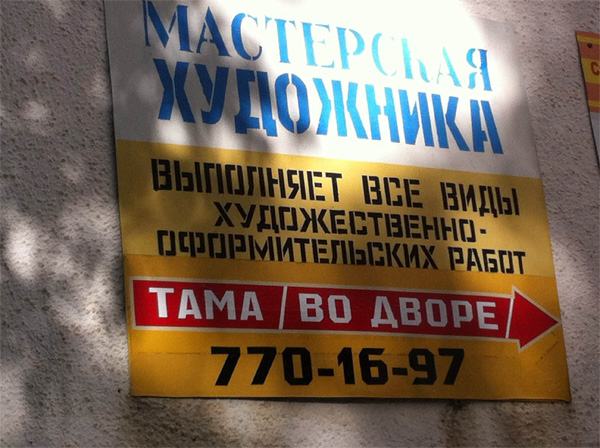 МАСТЕРСКАЯ
ХУДОЖНИКА
ВЫПОЛНЯЕТ ВСЕ ВИДЫ
ХУДОЖЕСТВЕННО-
ОФОРМИТЕЛЬСКИХ РАБОТ
ТАМА/ВО ДВОРЕ
770-16-97